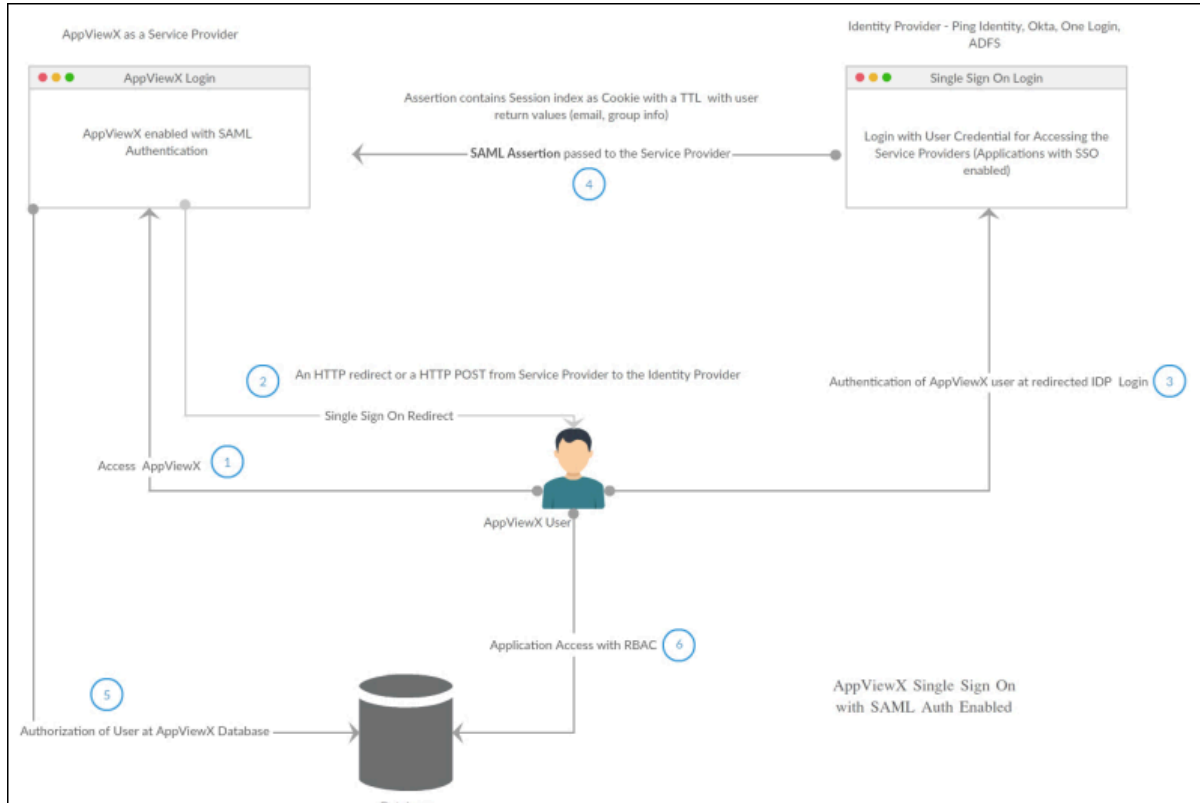 AppViewX as a Service Provider
Identity Provider - Ping Identity, Okta, One Login,
ADFS
AppViewX Login
Single Sign On Login
AppViewX enabled with SAML
Authentication
Assertion contains Session index as Cookie with a TTL with user
return values (email, group info)
SAML Assertion passed to the Service Provider
4
Login with User Credential for Accessing the
Service Providers (Applications with SSO
enabled)
2
An HTTP redirect or a HTTP POST from Service Provider to the Identity Provider
Single Sign On Redirect
Authentication of AppViewX user at redirected IDP Login
3
Access AppViewX
1
AppViewX User
Application Access with RBAC
6
5
Authorization of User at AppViewX Database
AppViewX Single Sign On
with SAML Auth Enabled